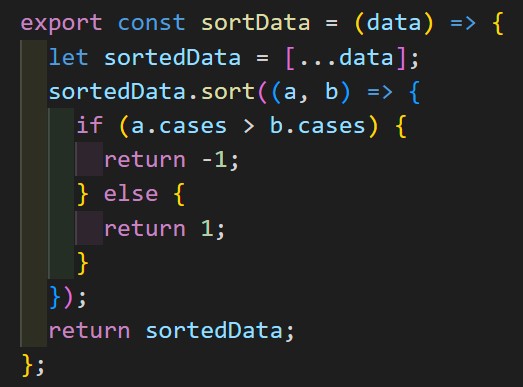 export const sortData = (data) => {
  let sortedData = [...data];
  sortedData.sort((a, b) => {
    if (a.cases > b.cases) {
      return -1;
    } else {
      return 1;
    }
  });
  return sortedData;
};